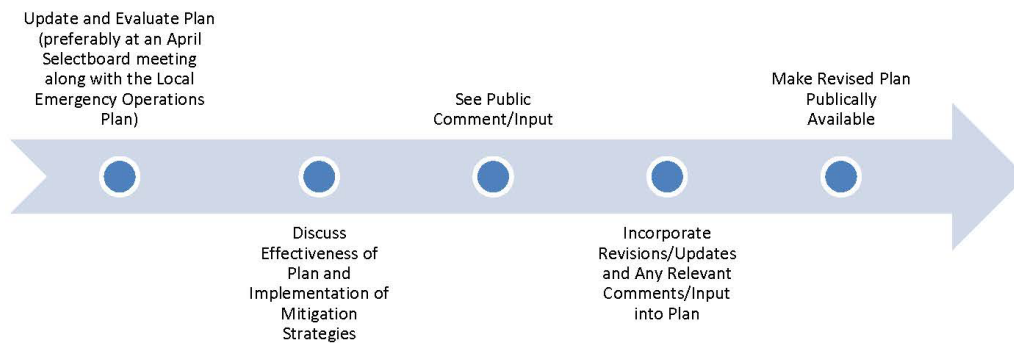 Update and Evaluate Plan
(preferably at an April
Selectboard meeting
along with the Local
Emergency Operations
Plan)
Discuss
Effectiveness of
Plan and
Implementation of
Mitigation
Strategies
See Public
Comment/Input
Incorporate
Revisions/Updates
and Any Relevant
Comments/Input
into Plan
Make Revised Plan
Publically
Available